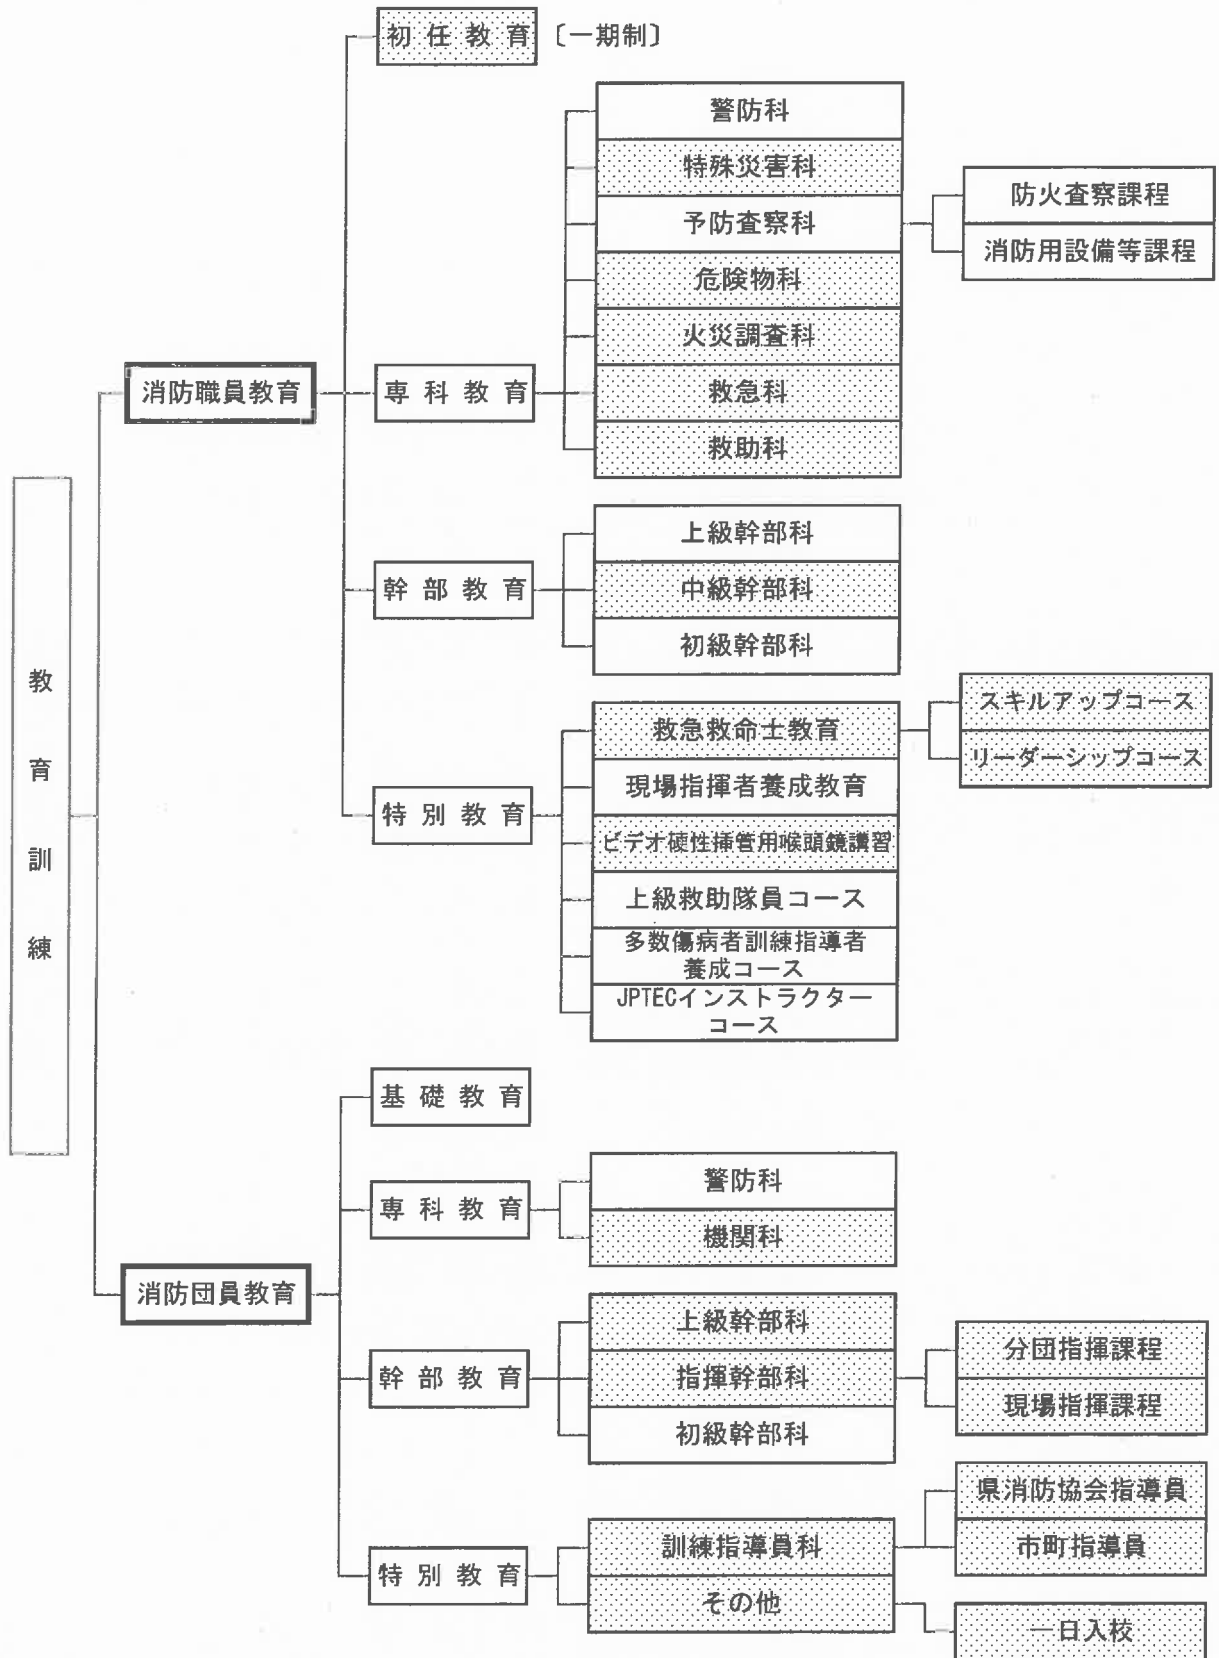 教育訓練
消防職員教育
初任教育〔一期制〕
専科教育
警防科
特殊災害科
予防査察科
防火査察課程
消防用設備等課程
危険物科
火災調査科
救急科
救助科
幹部教育
上級幹部科
中級幹部科
初級幹部科
特別教育
救急救命士教育
スキルアップコース
リーダーシップコース
現場指揮者養成教育
ビデオ硬性挿管用喉頭鏡講習
上級救助隊員コース
多数傷病者訓練指導者
養成コース
JPTECインストラクター
コース
消防団員教育
基礎教育
専科教育
警防科
機関科
幹部教育
上級幹部科
指揮幹部科
分団指揮課程
現場指揮課程
初級幹部科
特別教育
訓練指導員科
県消防協会指導員
市町指導員
その他
一日入校